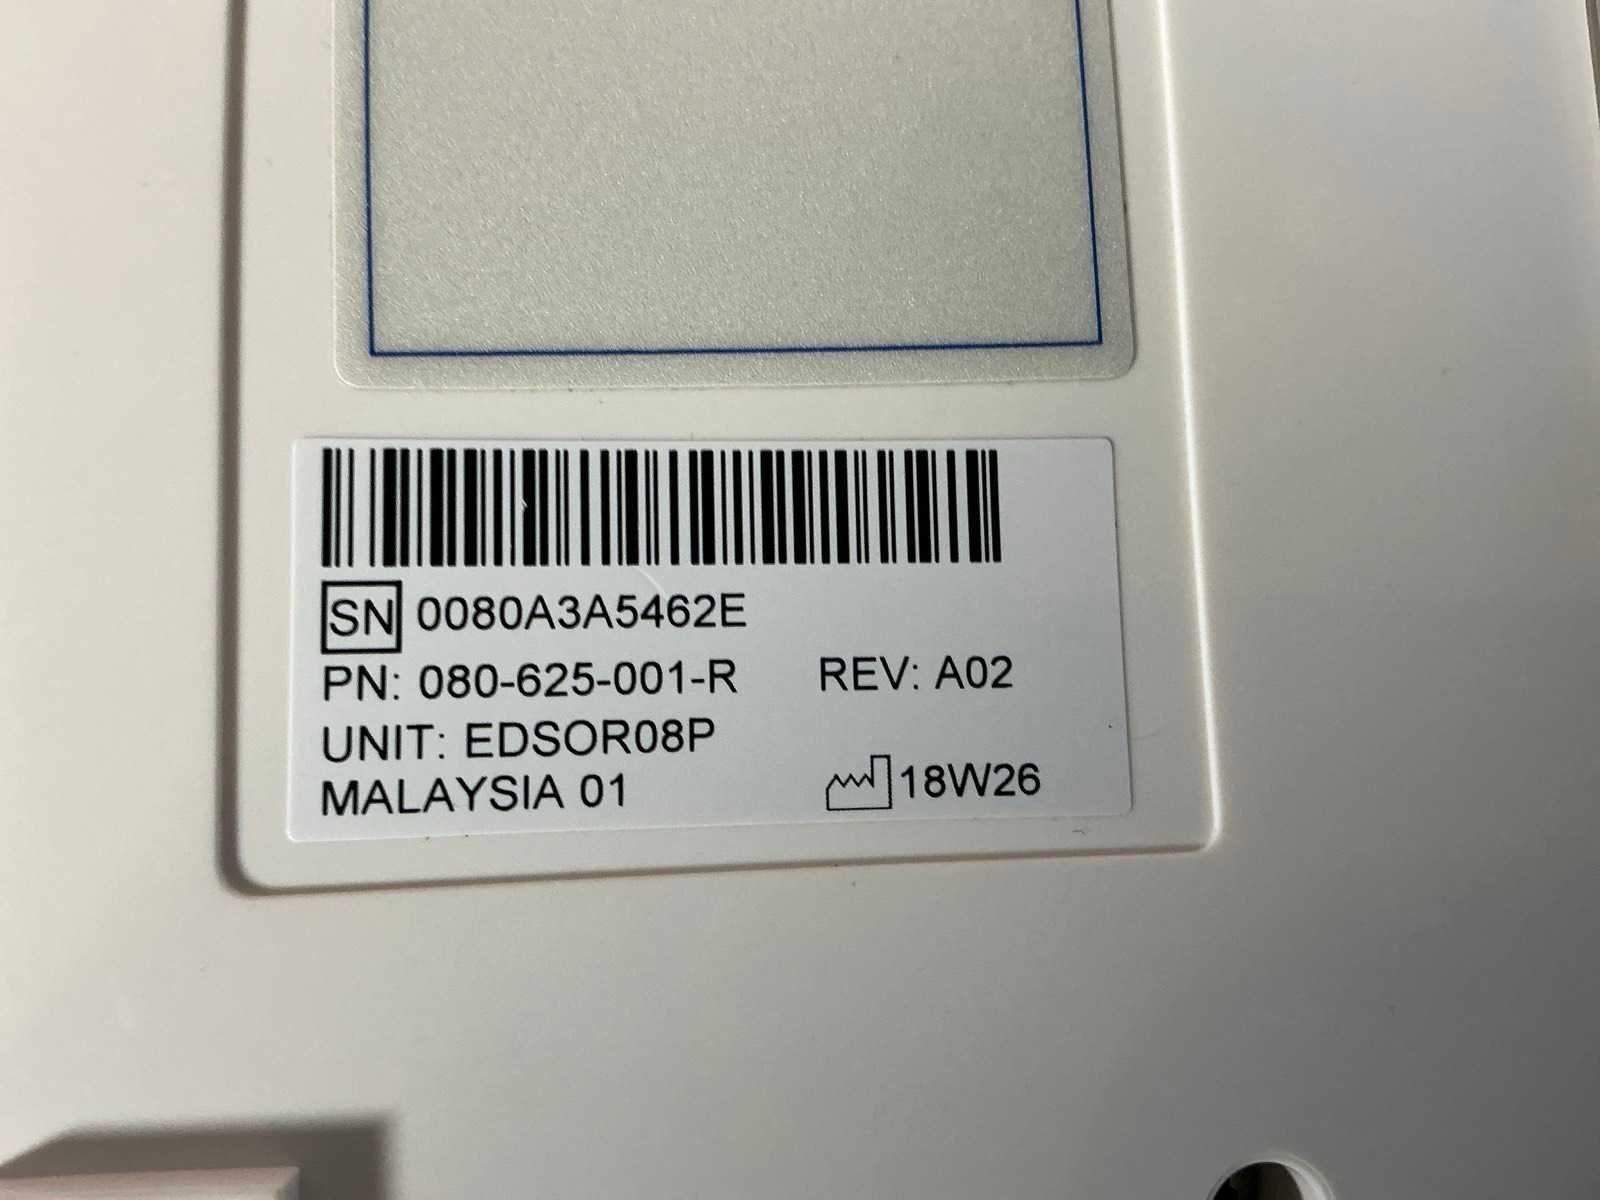 SN 0080A3A5462E
PN: 080-625-001-R REV: A02
UNIT: EDSOR08P
MALAYSIA 01 18W26